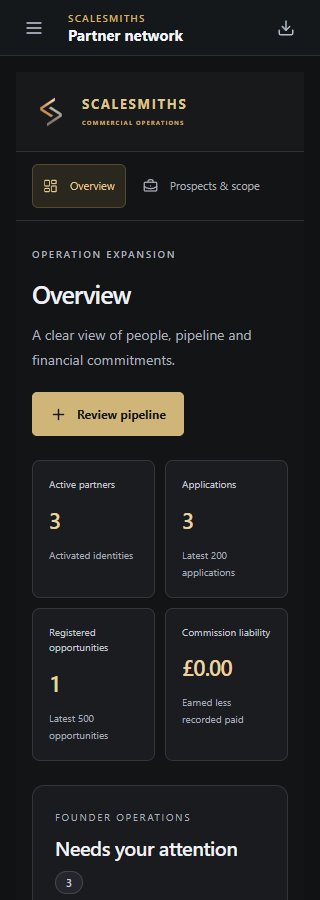 SCALESMITHS
Partner network
SCALESMITHS
COMMERCIAL OPERATIONS
Overview
Prospects & scope
OPERATION EXPANSION
Overview
A clear view of people, pipeline and
financial commitments.
Review pipeline
Active partners
3
Activated identities
Applications
3
Latest 200
applications
Registered
opportunities
1
Latest 500
opportunities
Commission liability
£0.00
Earned less
recorded paid
FOUNDER OPERATIONS
Needs your attention
3